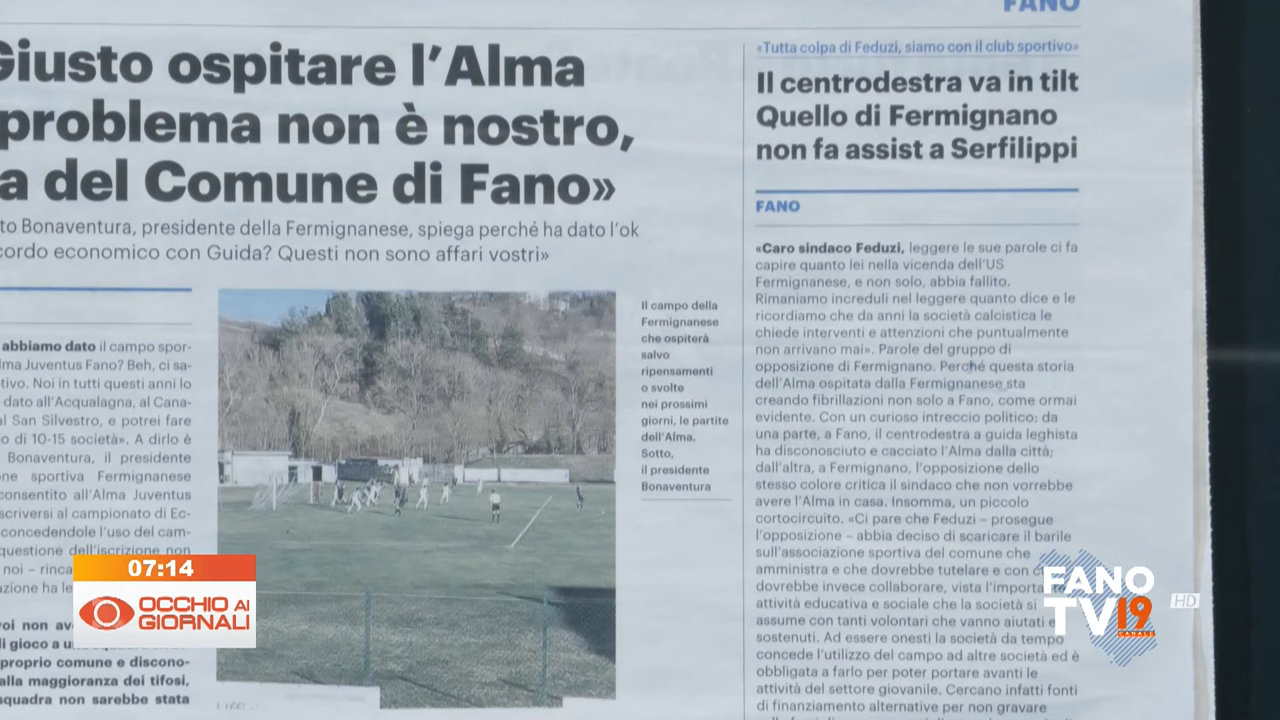 FANO
Giusto ospitare l'Alma
problema non è nostro,
a del Comune di Fano»
to Bonaventura, presidente della Fermignanese, spiega perché ha dato l'ok
cordo economico con Guida? Questi non sono affari vostri»
abbiamo dato il campo spor-
lma Juventus Fano? Beh, ci sa-
tivo. Noi in tutti questi anni lo
dato all'Acqualagna, al Cana-
al San Silvestro, e potrei fare
o di 10-15 società». A dirlo è
Bonaventura, il presidente
ne sportiva Fermignanese
consentito all'Alma Juventus
scriversi al campionato di Ec-
concedendole l'uso del cam-
questione dell'iscrizione non
noi – rinca
azione ha le
voi non av
di gioco a u
proprio comune e discono-
alla maggioranza dei tifosi,
squadra non sarebbe stata
Il campo della
Fermignanese
che ospiterà
salvo
ripensamenti
o svolte
nei prossimi
giorni, le partite
dell'Alma.
Sotto,
il presidente
Bonaventura
«Tutta colpa di Feduzi, siamo con il club sportivo»
Il centrodestra va in tilt
Quello di Fermignano
non fa assist a Serfilippi
FANO
«Caro sindaco Feduzi, leggere le sue parole ci fa
capire quanto lei nella vicenda dell'US
Fermignanese, e non solo, abbia fallito.
Rimaniamo increduli nel leggere quanto dice e le
ricordiamo che da anni la società calcistica le
chiede interventi e attenzioni che puntualmente
non arrivano mai». Parole del gruppo di
opposizione di Fermignano. Perché questa storia
dell'Alma ospitata dalla Fermignanese sta
creando fibrillazioni non solo a Fano, come ormai
evidente. Con un curioso intreccio politico: da
una parte, a Fano, il centrodestra a guida leghista
ha disconosciuto e cacciato l'Alma dalla città;
dall'altra, a Fermignano, l'opposizione dello
stesso colore critica il sindaco che non vorrebbe
avere l'Alma in casa. Insomma, un piccolo
cortocircuito. «Ci pare che Feduzi – prosegue
l'opposizione – abbia deciso di scaricare il barile
sull'associazione sportiva del comune che
amministra e che dovrebbe tutelare e con c
dovrebbe invece collaborare, vista l'importa
attività educativa e sociale che la società si
assume con tanti volontari che vanno aiutati e
sostenuti. Ad essere onesti la società da tempo
concede l'utilizzo del campo ad altre società ed è
obbligata a farlo per poter portare avanti le
attività del settore giovanile. Cercano infatti fonti
di finanziamento alternative per non gravare
07:14
OCCHIO AI
GIORNALI
FANO
TV 19
CANALE
HD